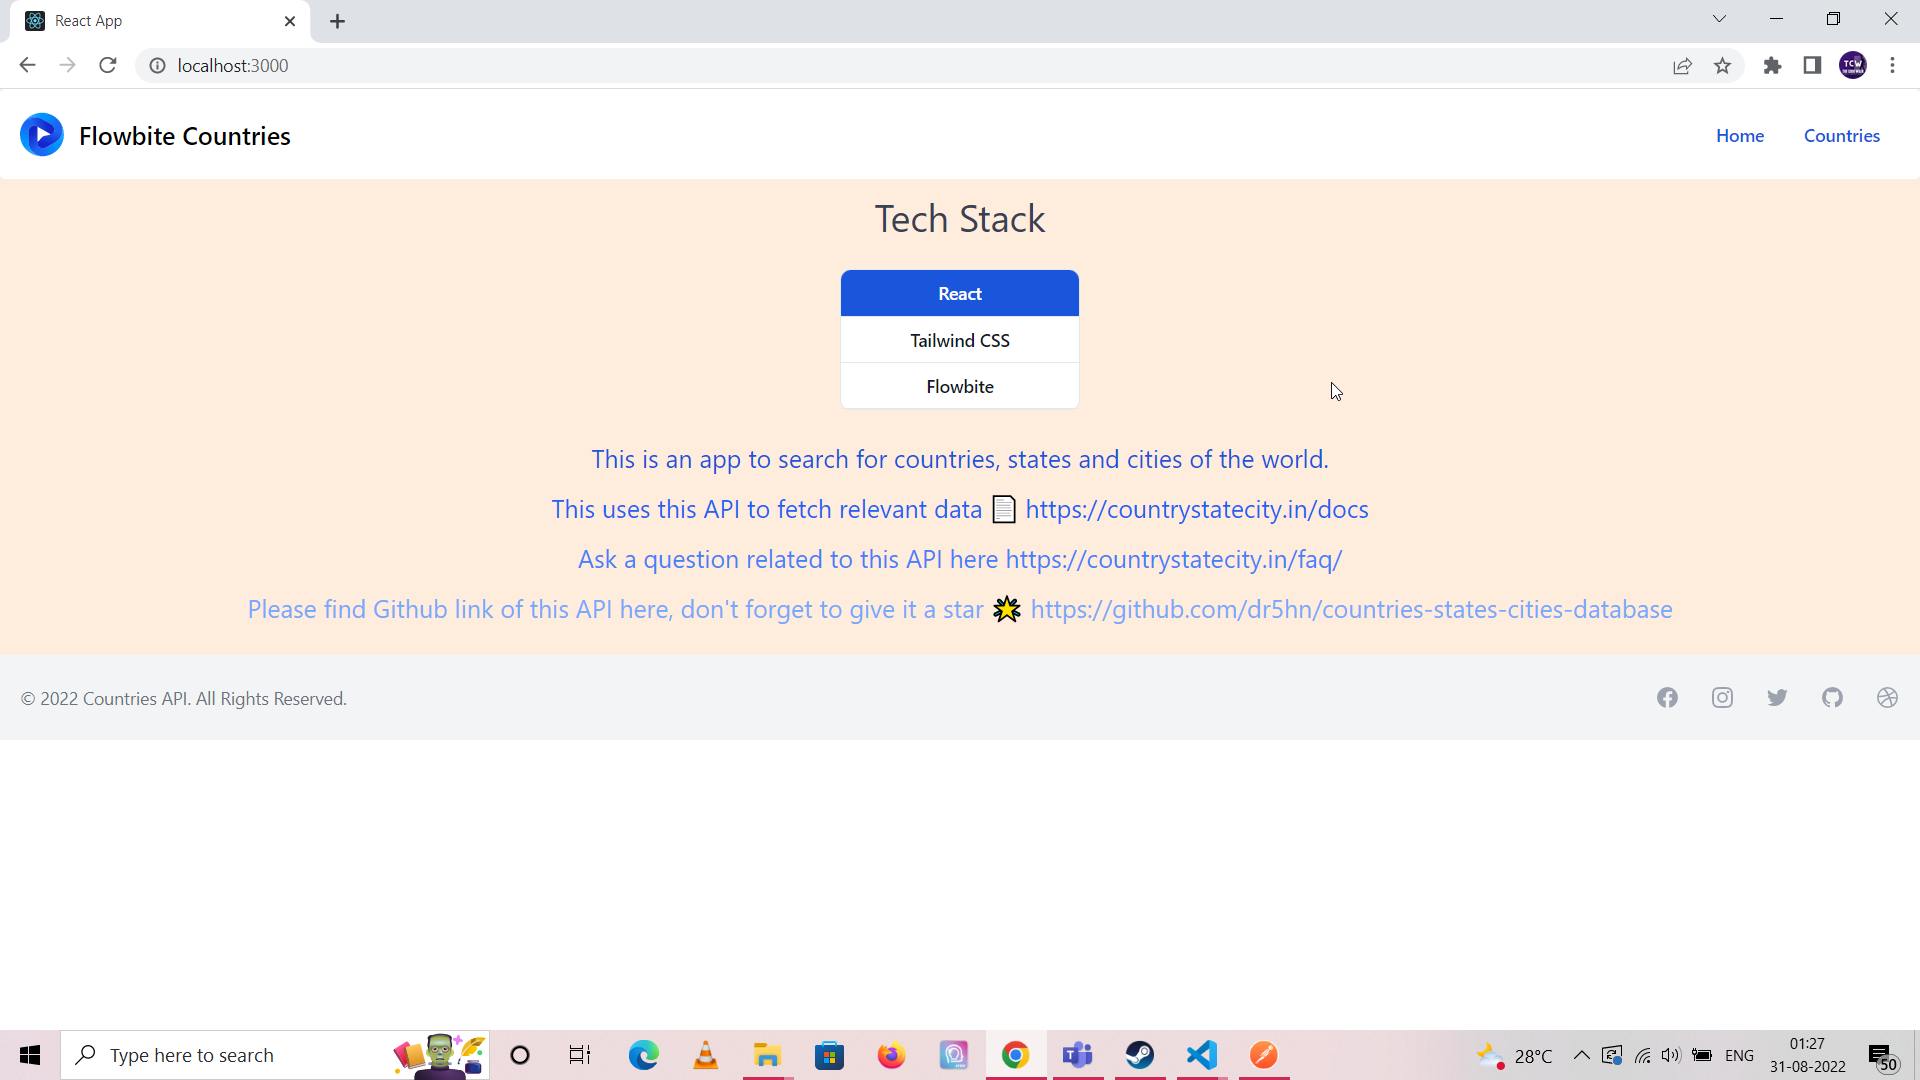 React App
localhost:3000
TCW
Flowbite Countries
Home
Countries
Tech Stack
React
Tailwind CSS
Flowbite
This is an app to search for countries, states and cities of the world.
This uses this API to fetch relevant data 📄 https://countrystatecity.in/docs
Ask a question related to this API here https://countrystatecity.in/faq/
Please find Github link of this API here, don't forget to give it a star 🌟 https://github.com/dr5hn/countries-states-cities-database
© 2022 Countries API. All Rights Reserved.
Type here to search
28°C
ENG
01:27
31-08-2022
50